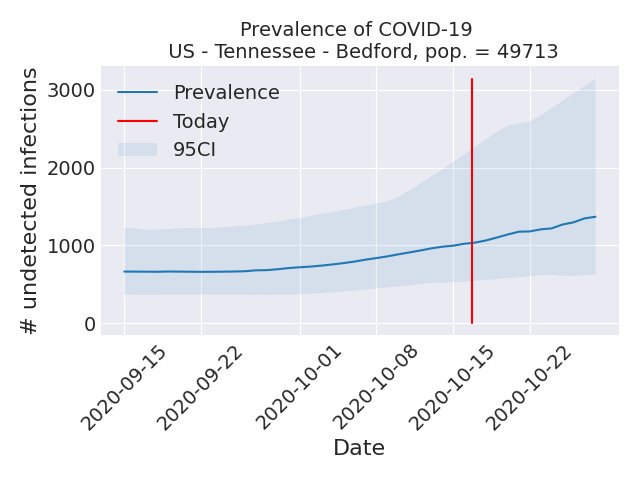 Prevalence of COVID-19
US - Tennessee - Bedford, pop. = 49713
# undetected infections
3000
2000
1000
0
Prevalence
Today
95CI
2020-09-15
2020-09-22
2020-10-01
2020-10-08
2020-10-15
2020-10-22
Date